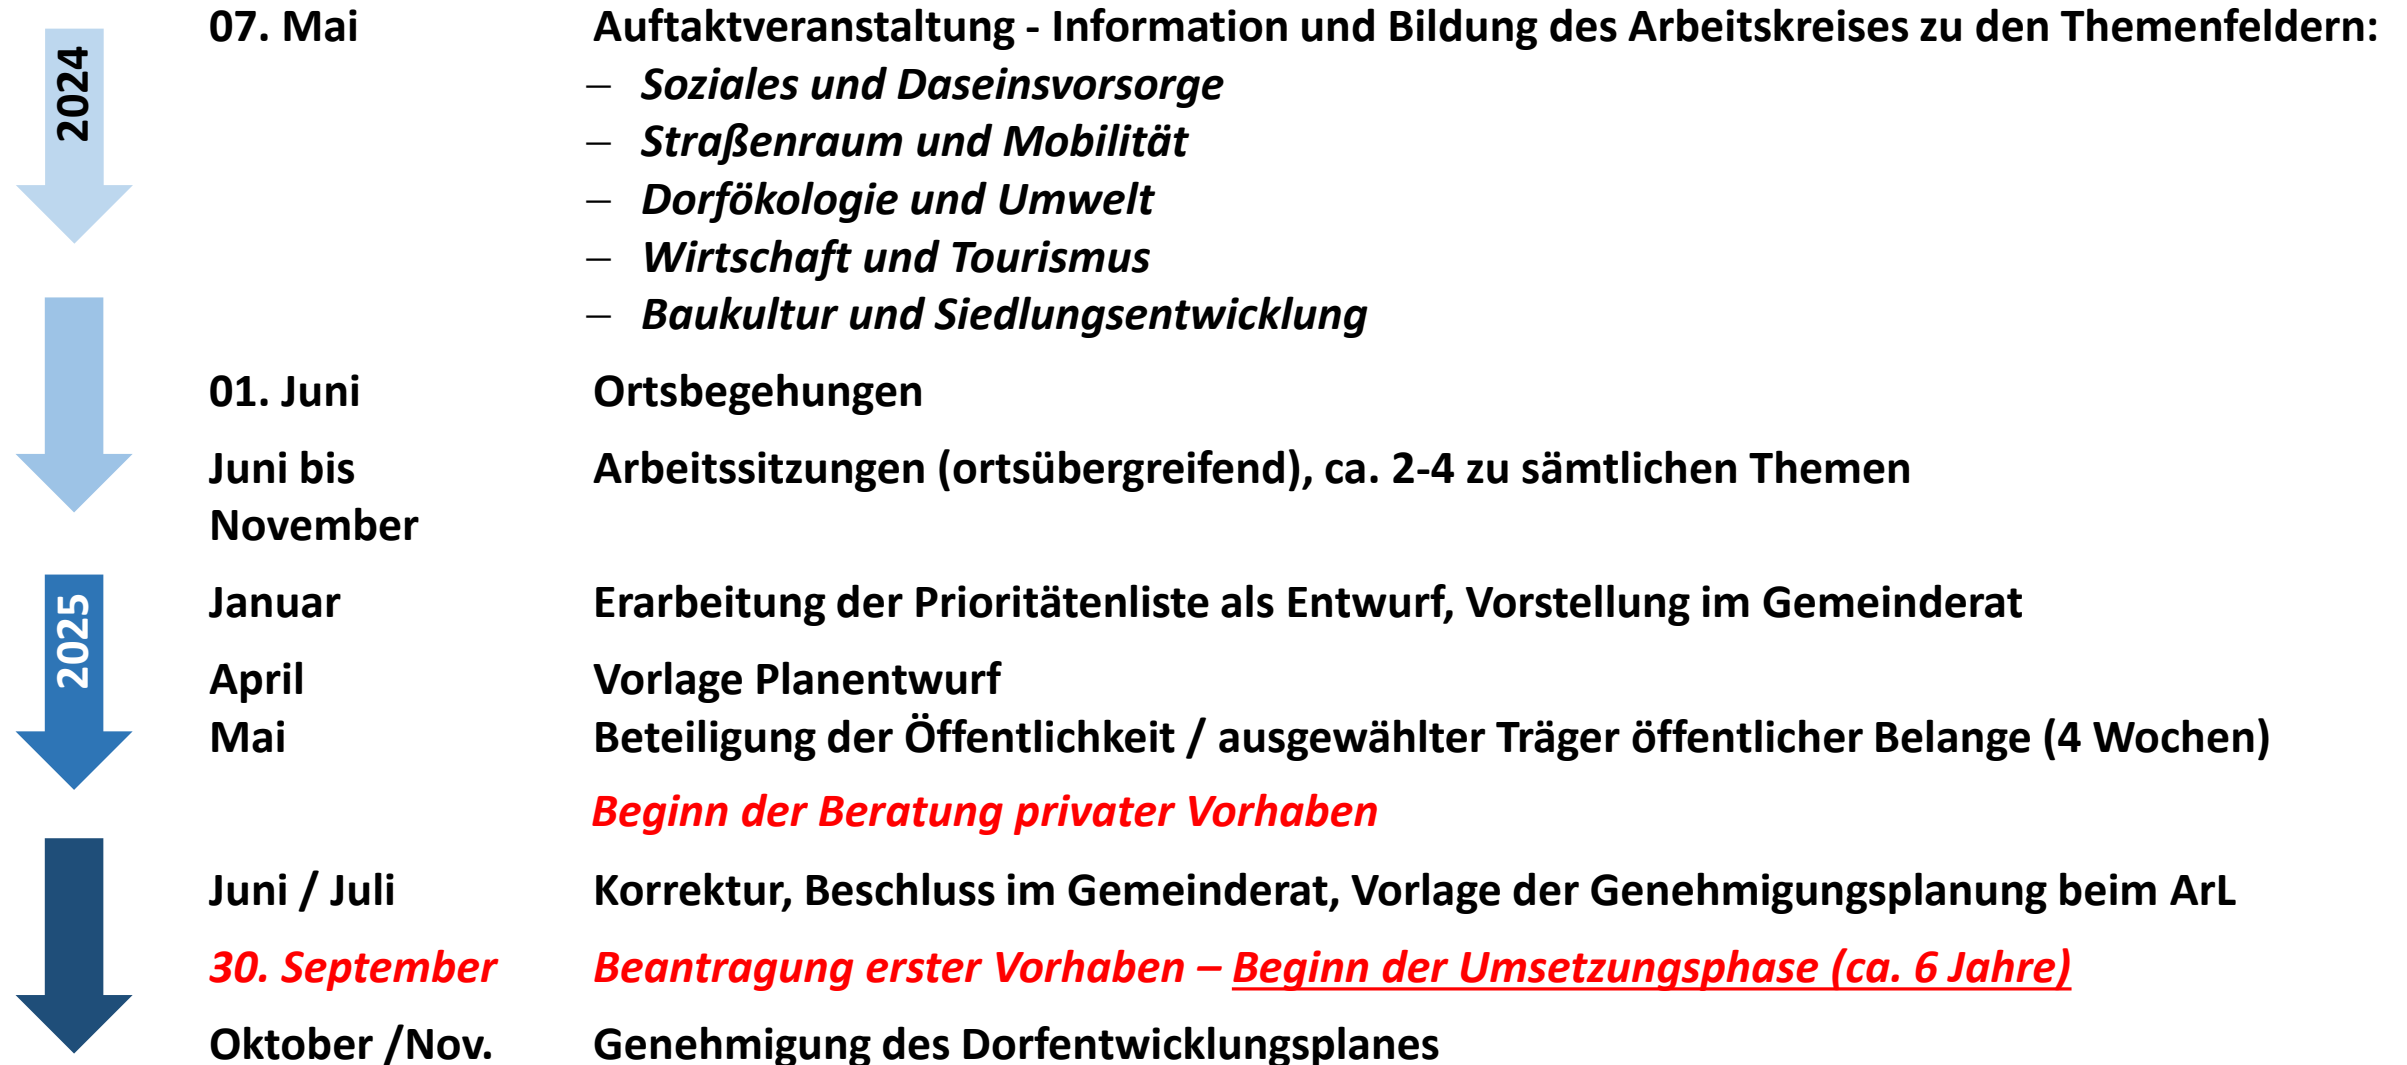 2024
07. Mai Auftaktveranstaltung - Information und Bildung des Arbeitskreises zu den Themenfeldern:
– Soziales und Daseinsvorsorge
– Straßenraum und Mobilität
– Dorfökologie und Umwelt
– Wirtschaft und Tourismus
– Baukultur und Siedlungsentwicklung
01. Juni Ortsbegehungen
Juni bis Arbeitssitzungen (ortsübergreifend), ca. 2-4 zu sämtlichen Themen
November
2025
Januar Erarbeitung der Prioritätenliste als Entwurf, Vorstellung im Gemeinderat
April Vorlage Planentwurf
Mai Beteiligung der Öffentlichkeit / ausgewählter Träger öffentlicher Belange (4 Wochen)
Beginn der Beratung privater Vorhaben
Juni / Juli Korrektur, Beschluss im Gemeinderat, Vorlage der Genehmigungsplanung beim ArL
30. September Beantragung erster Vorhaben – Beginn der Umsetzungsphase (ca. 6 Jahre)
Oktober /Nov. Genehmigung des Dorfentwicklungsplanes